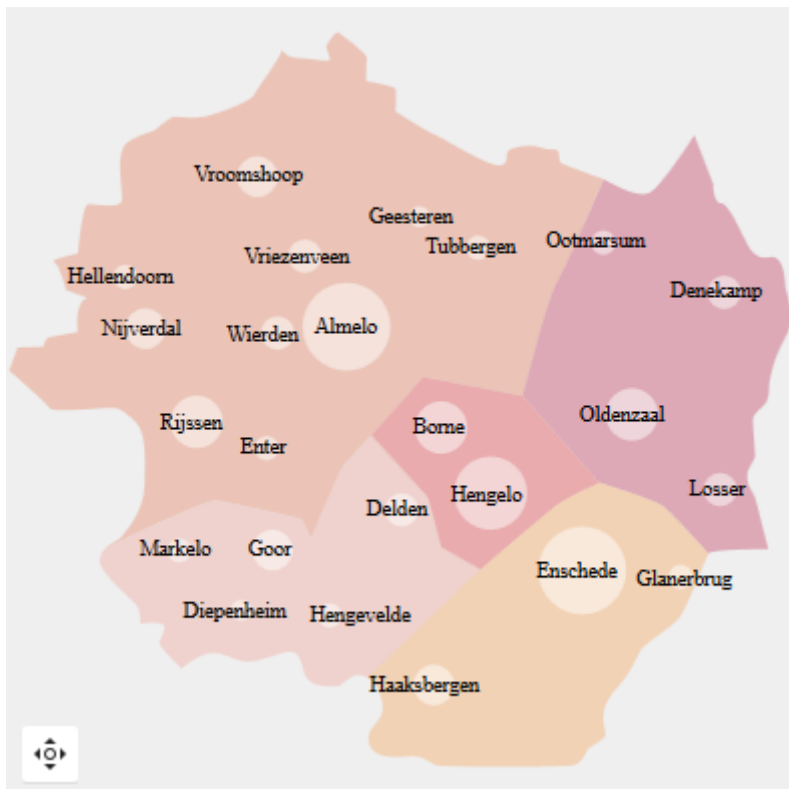 Vroomshoop
Geesteren
Tubbergen
Ootmarsum
Vriezenveen
Hellendoorn
Denekamp
Nijverdal
Wierden
Almelo
Rijssen
Borne
Oldenzaal
Enter
Losser
Hengelo
Delden
Markelo
Goor
Enschede
Glanerbrug
Diepenheim
Hengevelde
Haaksbergen